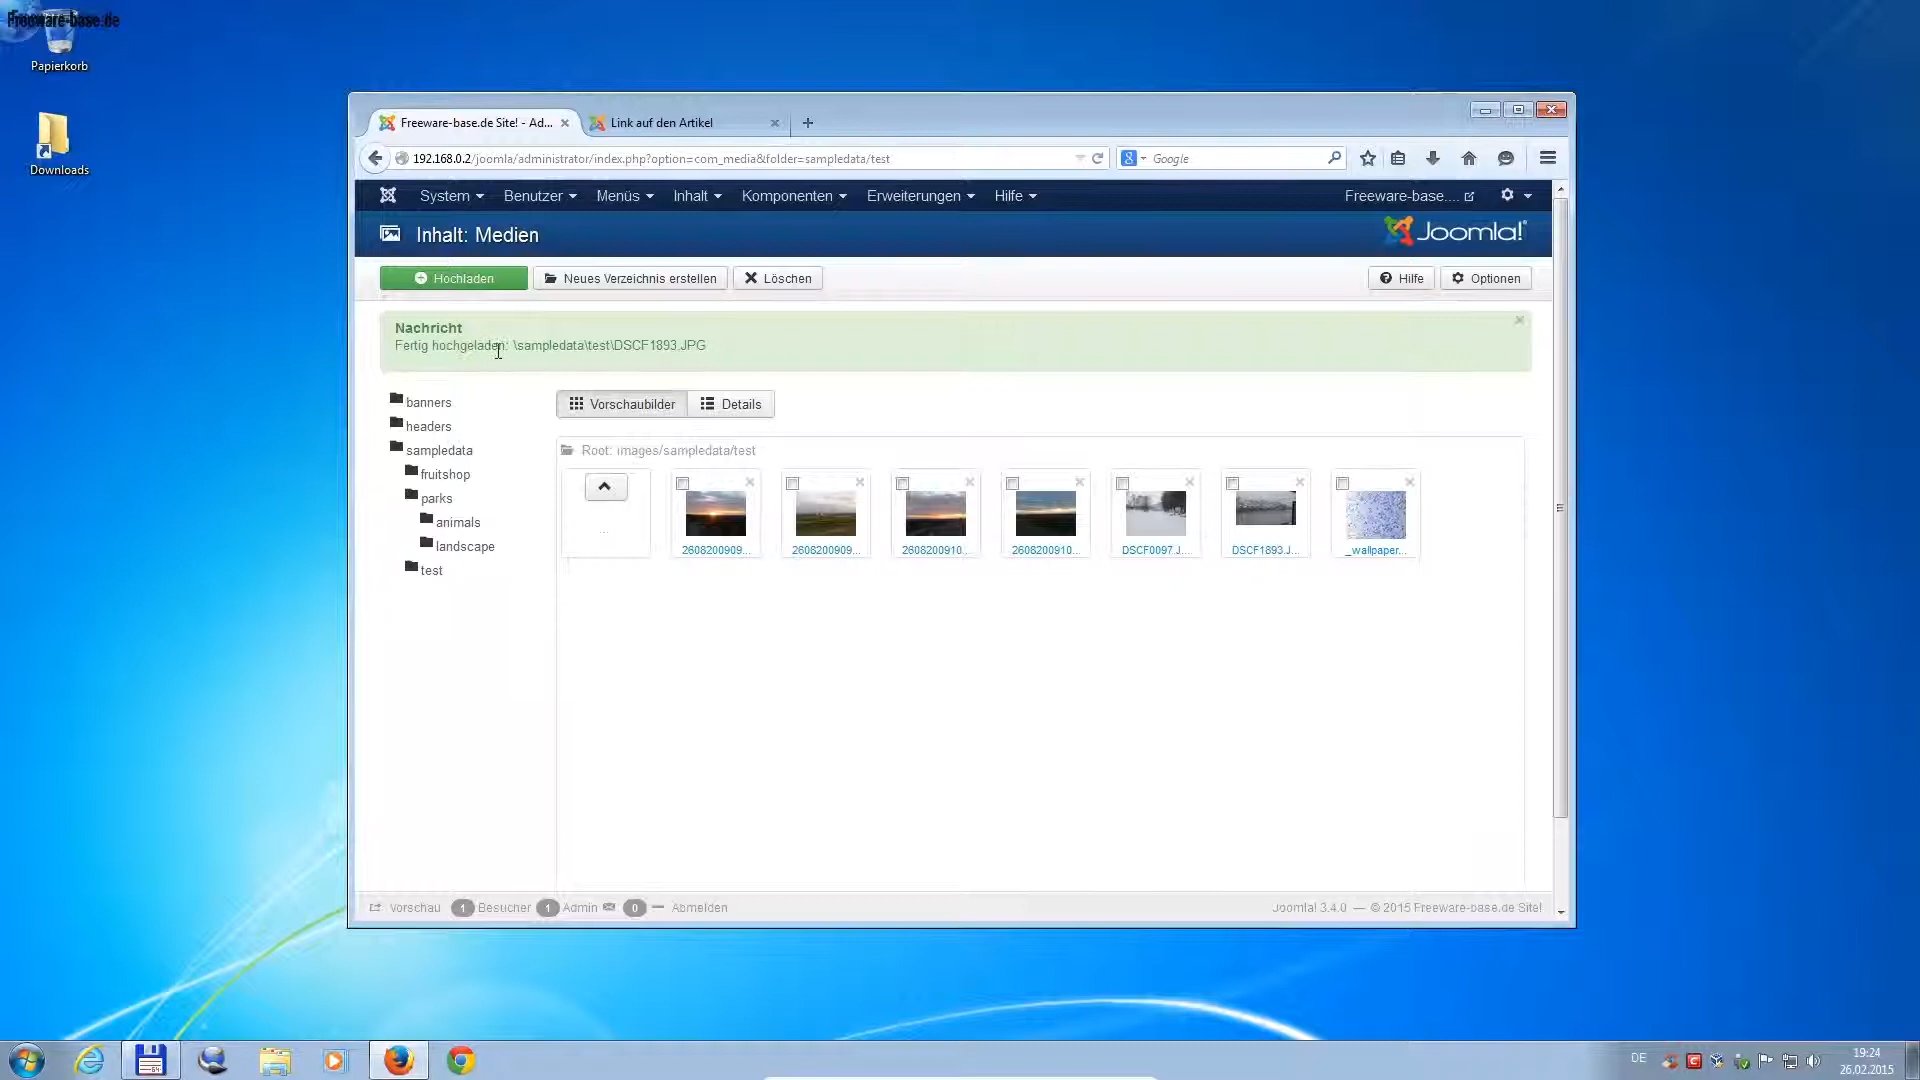 Freeware-base.de
Papierkorb
Downloads
Freeware-base.de Site! - Ad...
Link auf den Artikel
192.168.0.2/joomla/administrator/index.php?option=com_media&folder=sampledata/test
Google
System Benutzer Menüs Inhalt Komponenten Erweiterungen Hilfe Freeware-base....
Inhalt: Medien
Joomla!
Hochladen Neues Verzeichnis erstellen Löschen Hilfe Optionen
Nachricht
Fertig hochgeladen: \sampledata\test\DSCF1893.JPG
banners
headers
sampledata
fruitshop
parks
animals
landscape
test
Vorschaubilder Details
Root: images/sampledata/test
...
2608200909... 2608200909... 2608200910... 2608200910... DSCF0097.J... DSCF1893.J... _wallpaper...
Vorschau 1 Besucher 1 Admin 0 Abmelden
Joomla! 3.4.0 — © 2015 Freeware-base.de Site!
64
DE
19:24
26.02.2015